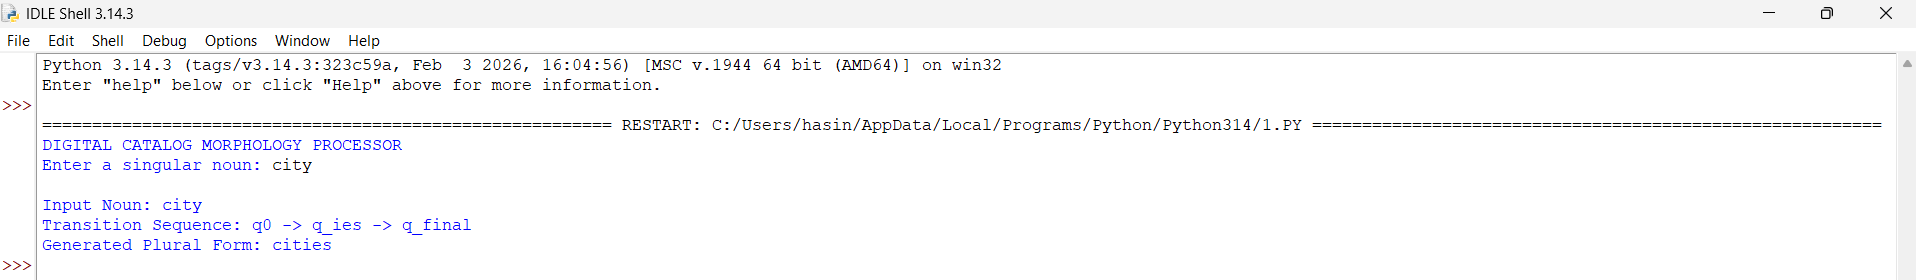 IDLE Shell 3.14.3
File Edit Shell Debug Options Window Help
Python 3.14.3 (tags/v3.14.3:323c59a, Feb  3 2026, 16:04:56) [MSC v.1944 64 bit (AMD64)] on win32
Enter "help" below or click "Help" above for more information.
>>>
========================================================= RESTART: C:/Users/hasin/AppData/Local/Programs/Python/Python314/1.PY =========================================================
DIGITAL CATALOG MORPHOLOGY PROCESSOR
Enter a singular noun: city
Input Noun: city
Transition Sequence: q0 -> q_ies -> q_final
Generated Plural Form: cities
>>>